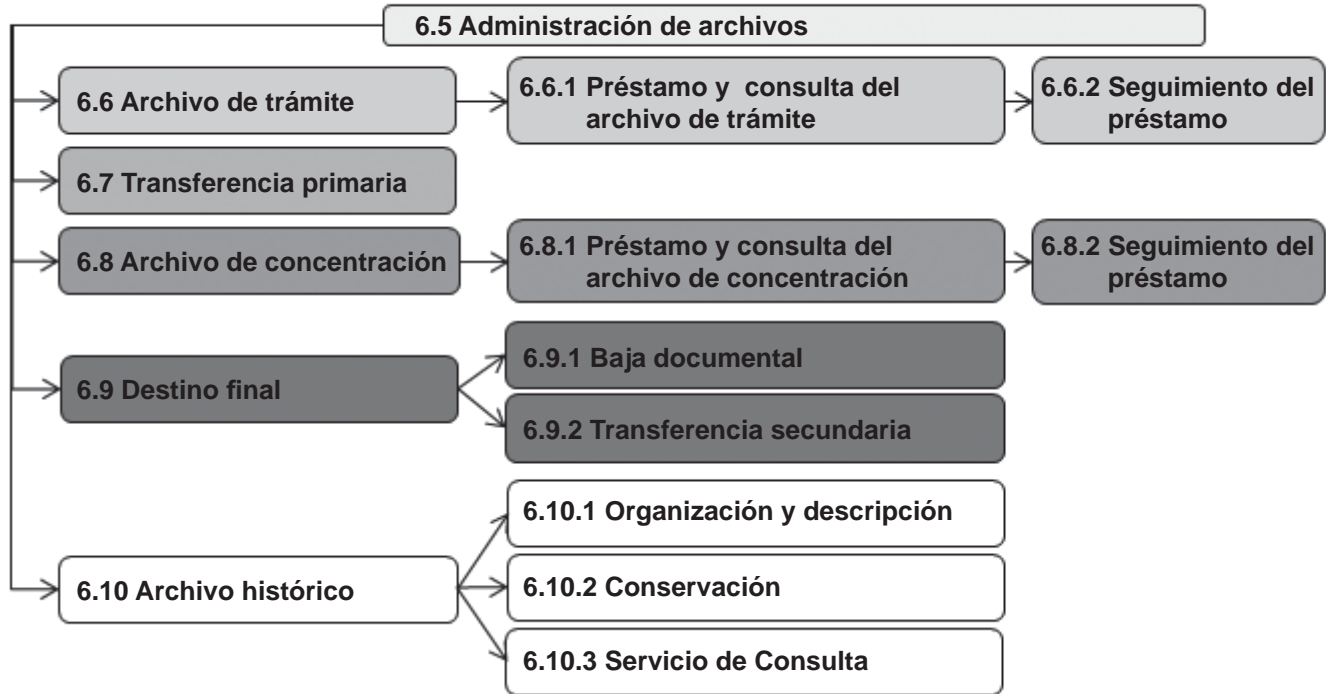 6.5 Administración de archivos
6.6 Archivo de trámite
6.6.1 Préstamo y consulta del
archivo de trámite
6.6.2 Seguimiento del
préstamo
6.7 Transferencia primaria
6.8 Archivo de concentración
6.8.1 Préstamo y consulta del
archivo de concentración
6.8.2 Seguimiento del
préstamo
6.9 Destino final
6.9.1 Baja documental
6.9.2 Transferencia secundaria
6.10 Archivo histórico
6.10.1 Organización y descripción
6.10.2 Conservación
6.10.3 Servicio de Consulta